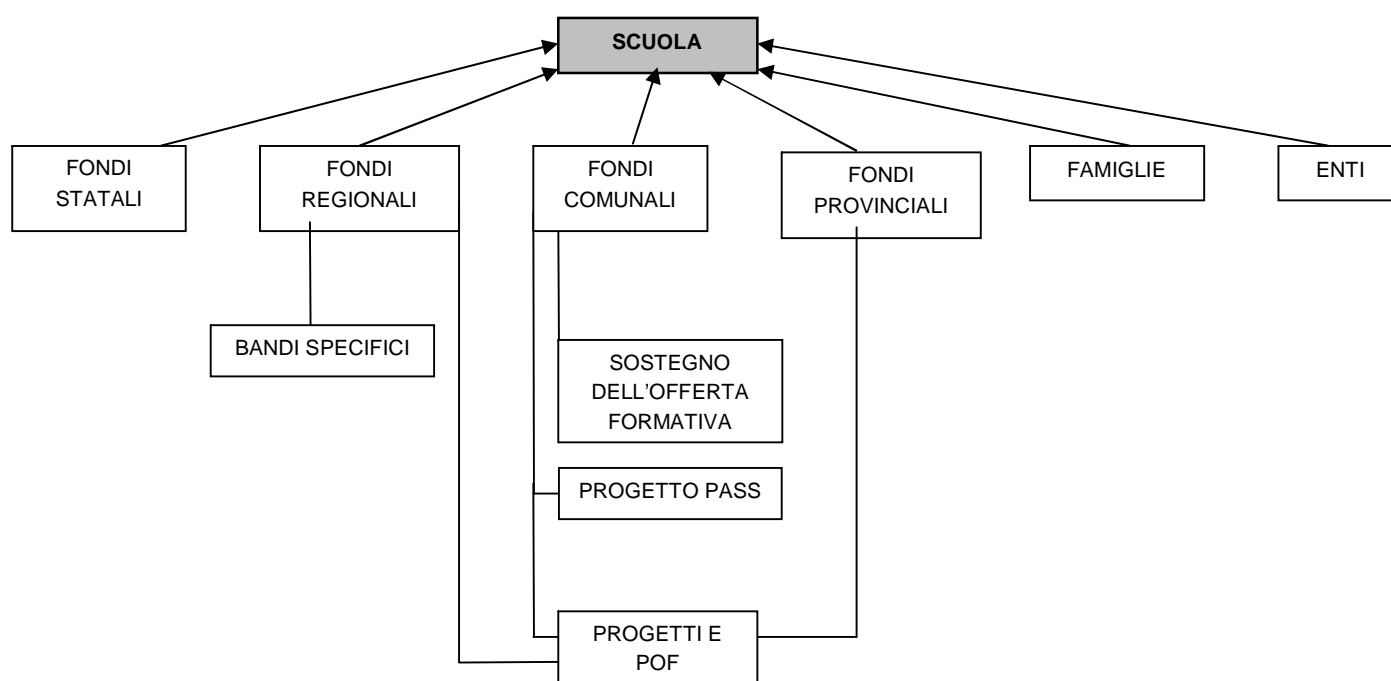 SCUOLA
FONDI
STATALI
FONDI
REGIONALI
FONDI
COMUNALI
FONDI
PROVINCIALI
FAMIGLIE
ENTI
BANDI SPECIFICI
SOSTEGNO
DELL’OFFERTA
FORMATIVA
PROGETTO PASS
PROGETTI E
POF